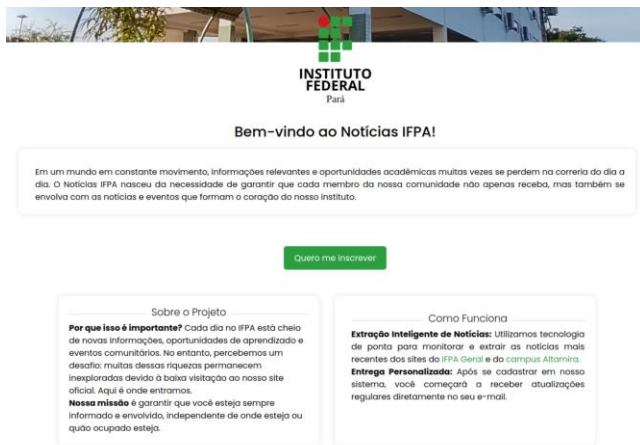 INSTITUTO
FEDERAL
Pará
Bem-vindo ao Notícias IFPA!
Em um mundo em constante movimento, informações relevantes e oportunidades acadêmicas muitas vezes se perdem na correria do dia a
dia. O Notícias IFPA nasceu da necessidade de garantir que cada membro da nossa comunidade não apenas receba, mas também se
envolva com as notícias e eventos que formam o coração do nosso instituto.
Quero me inscrever
Sobre o Projeto
Por que isso é importante? Cada dia no IFPA está cheio
de novas informações, oportunidades de aprendizado e
eventos comunitários. No entanto, percebemos um
desafio: muitas dessas riquezas permanecem
inexploradas devido à baixa visitação ao nosso site
oficial. Aqui é onde entramos.
Nossa missão é garantir que você esteja sempre
informado e envolvido, independente de onde esteja ou
quão ocupado esteja.
Como Funciona
Extração Inteligente de Notícias: Utilizamos tecnologia
de ponta para monitorar e extrair as notícias mais
recentes dos sites do IFPA Geral e do campus Altamira.
Entrega Personalizada: Após se cadastrar em nosso
sistema, você começará a receber atualizações
regulares diretamente no seu e-mail.